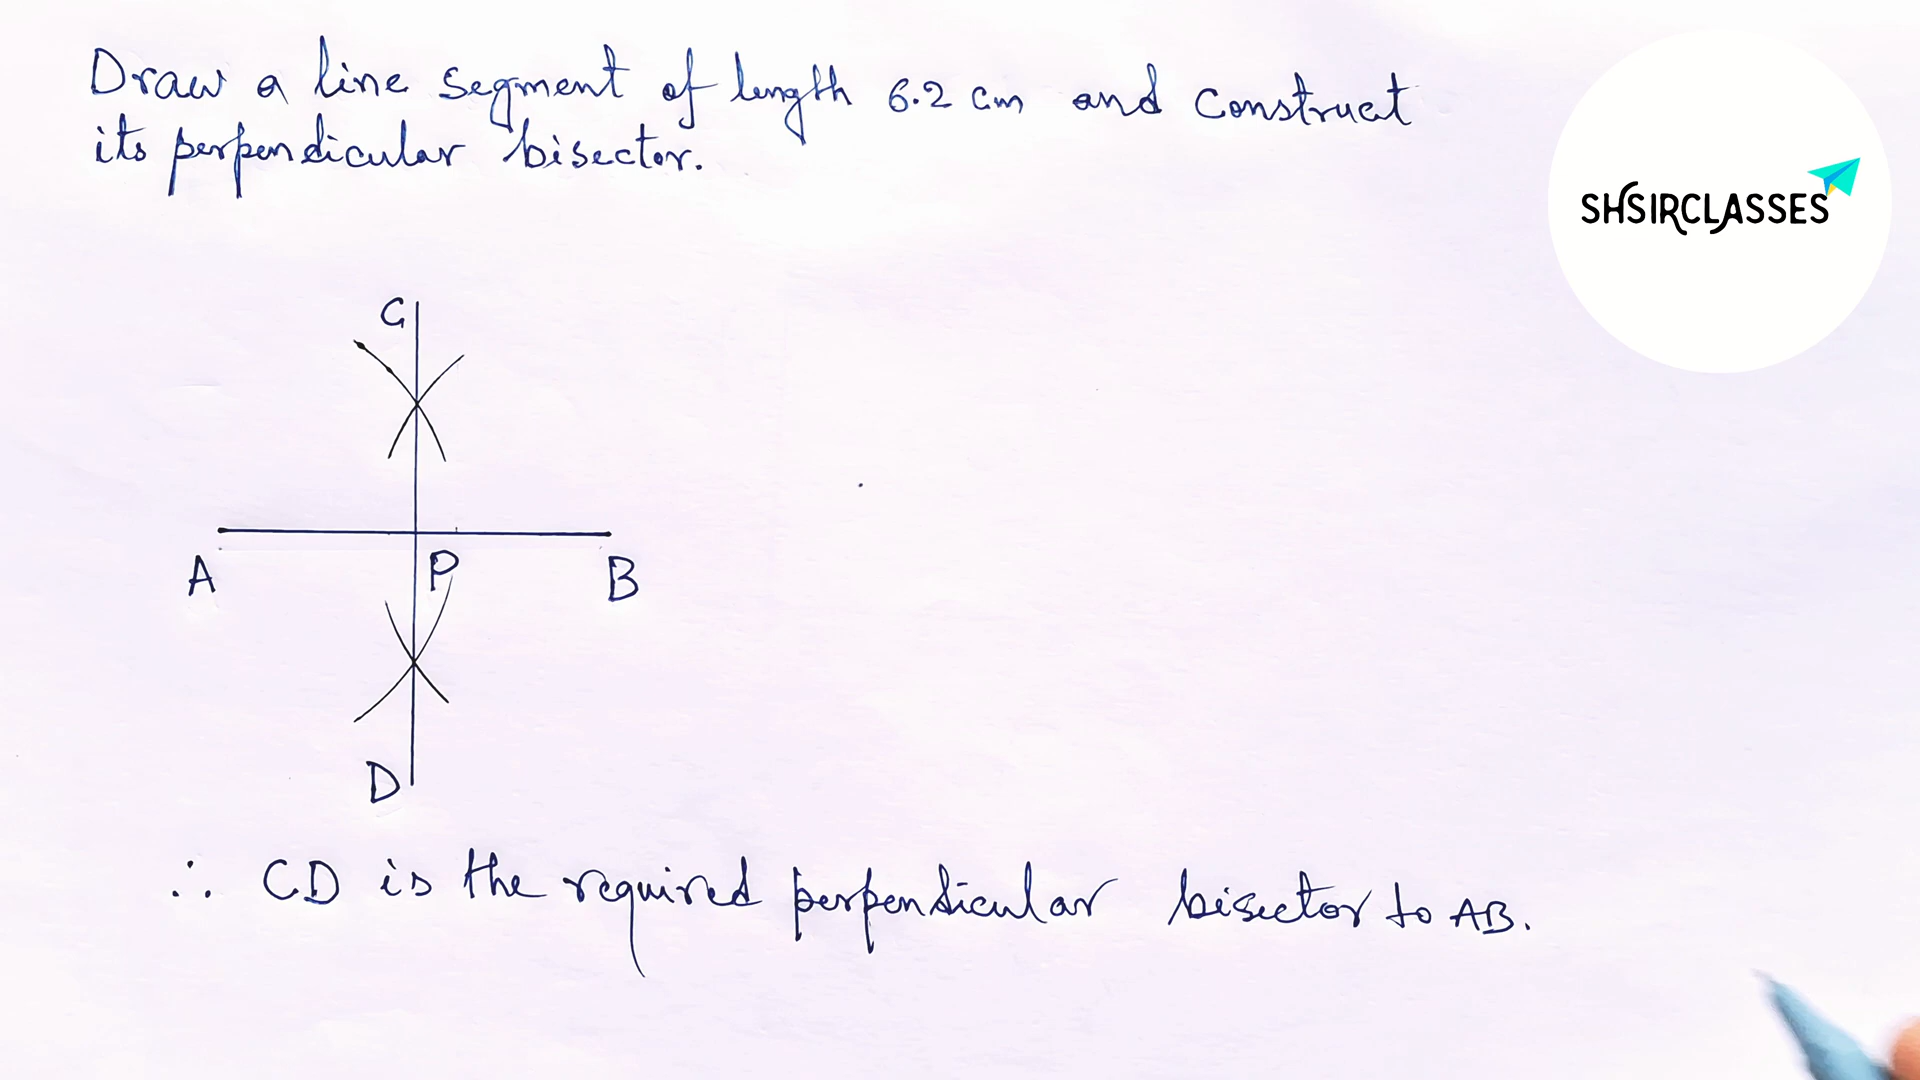 Draw a line segment of length 6.2 cm and construct
its perpendicular bisector.
SHSIRCLASSES
C
A
P
B
D
∴ CD is the required perpendicular bisector to AB.